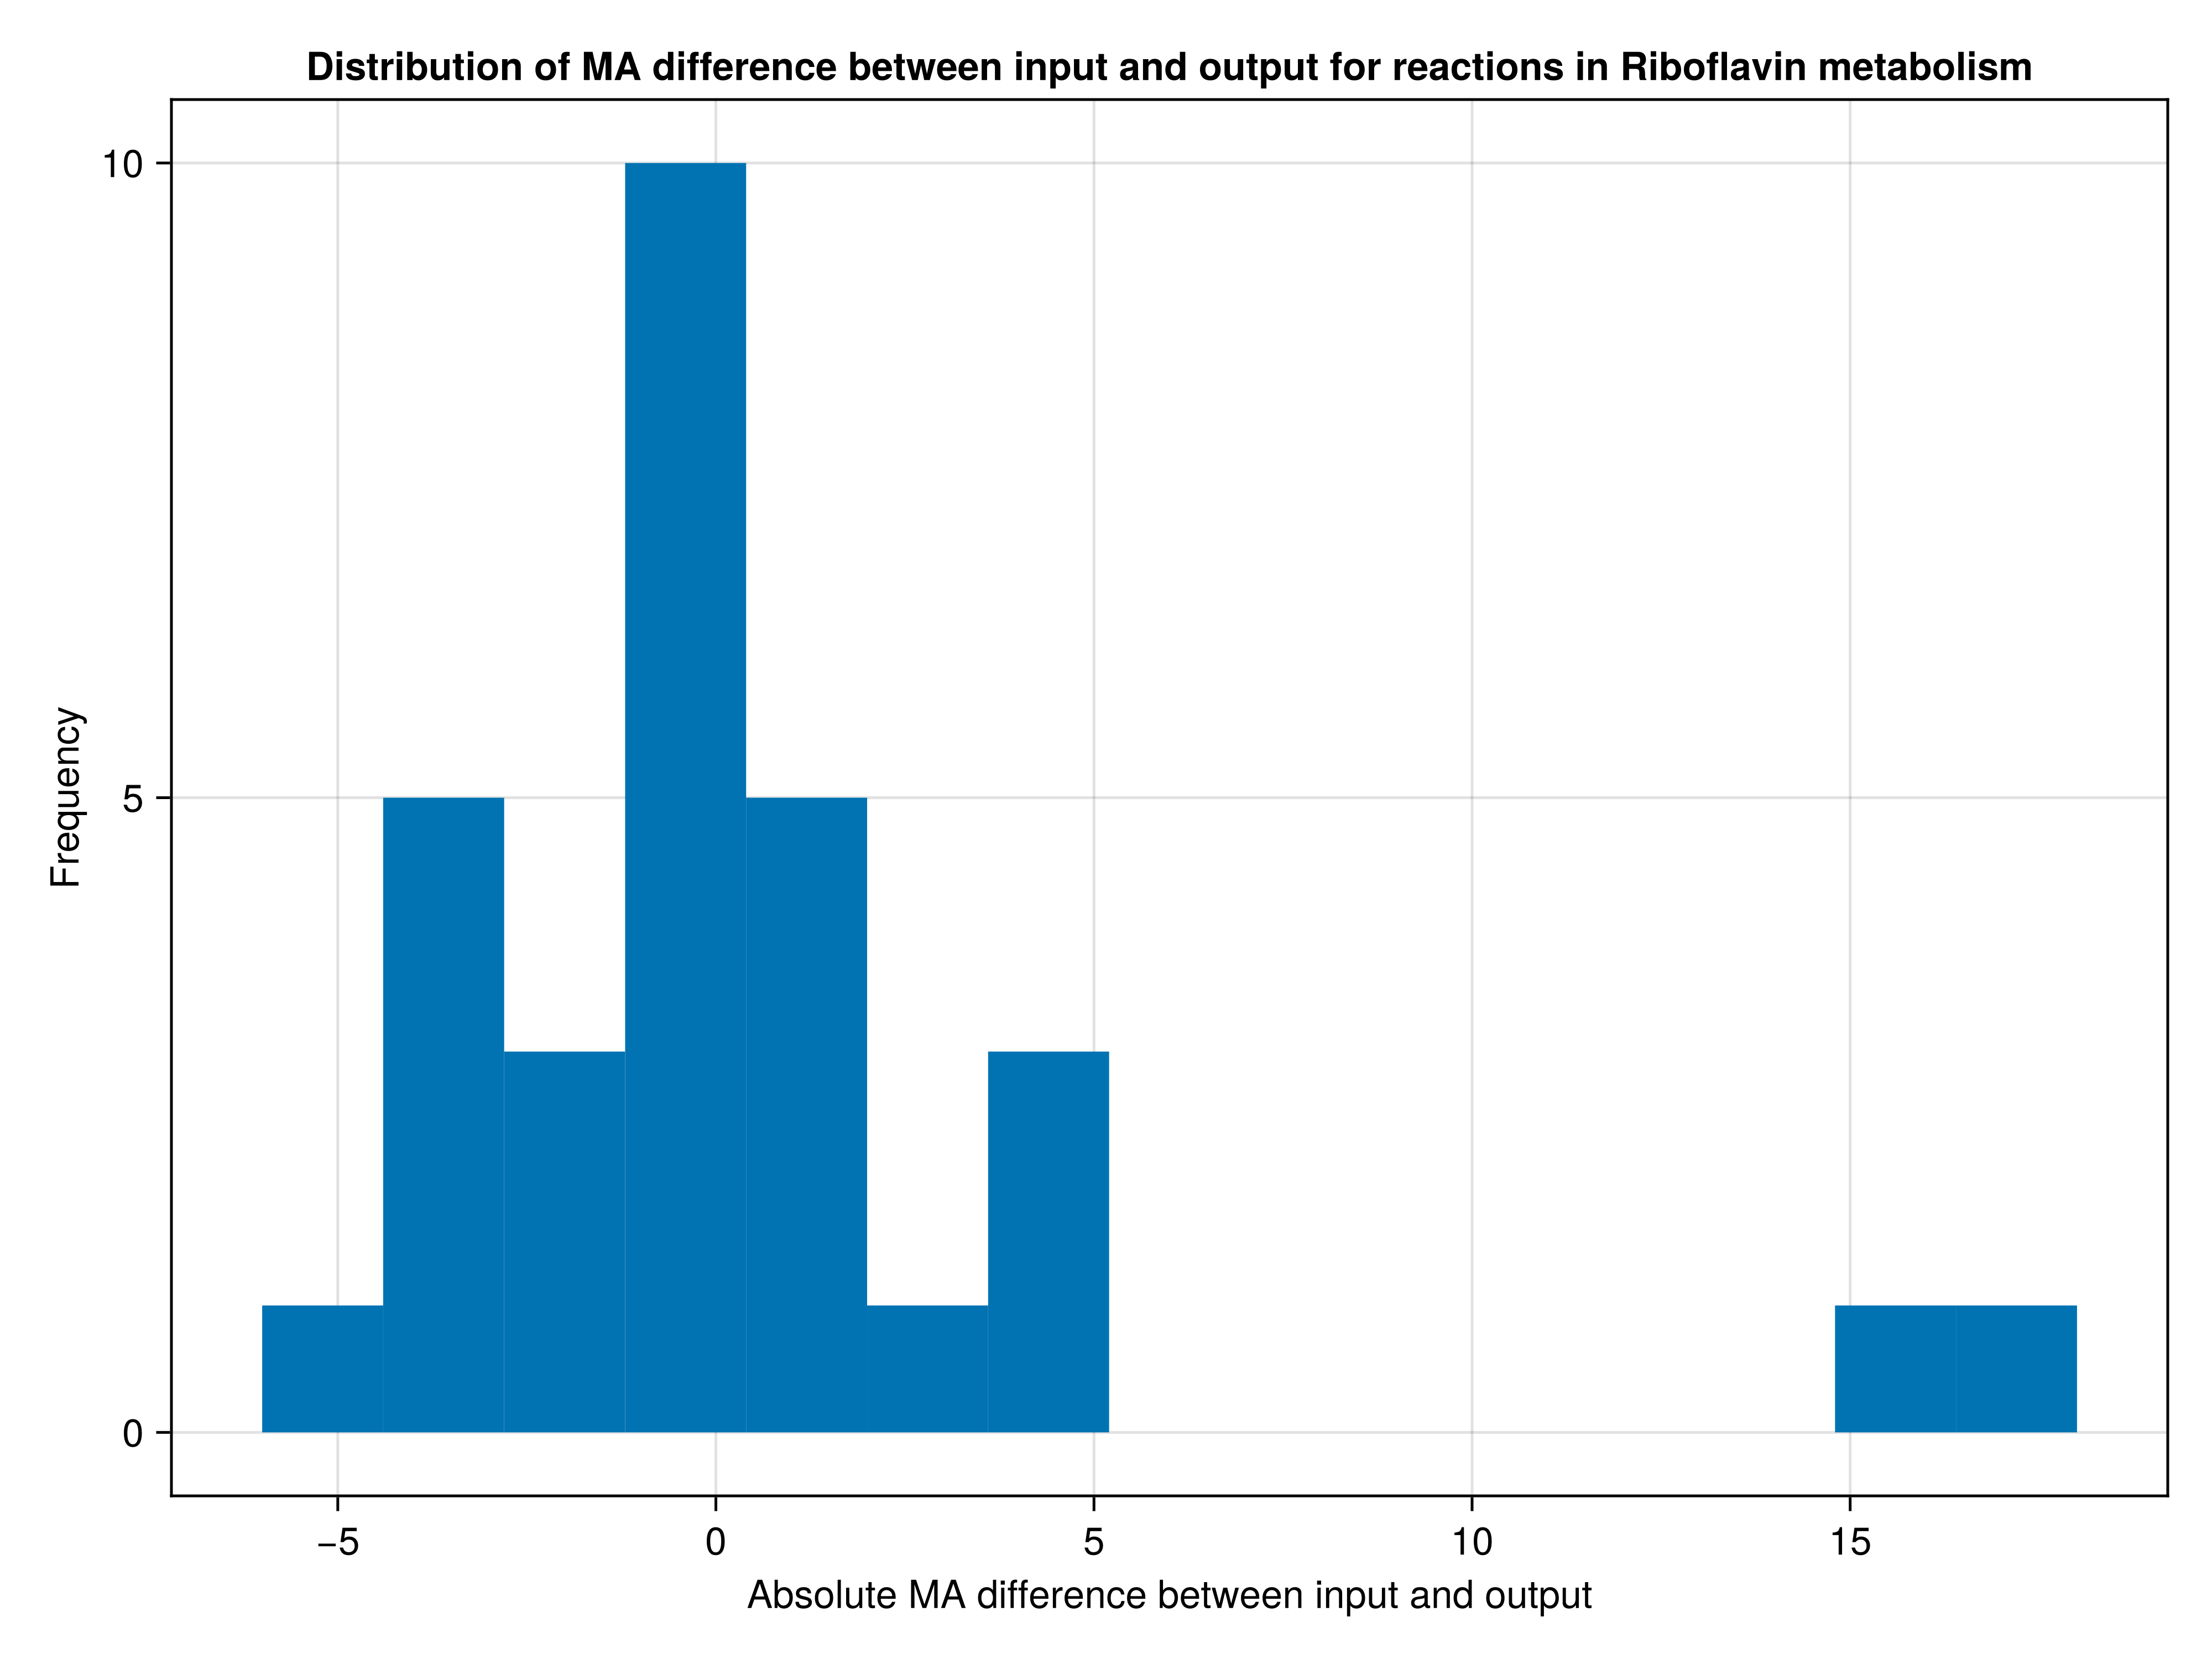 Distribution of MA difference between input and output for reactions in Riboflavin metabolism
10
5
0
Frequency
−5
0
5
10
15
Absolute MA difference between input and output